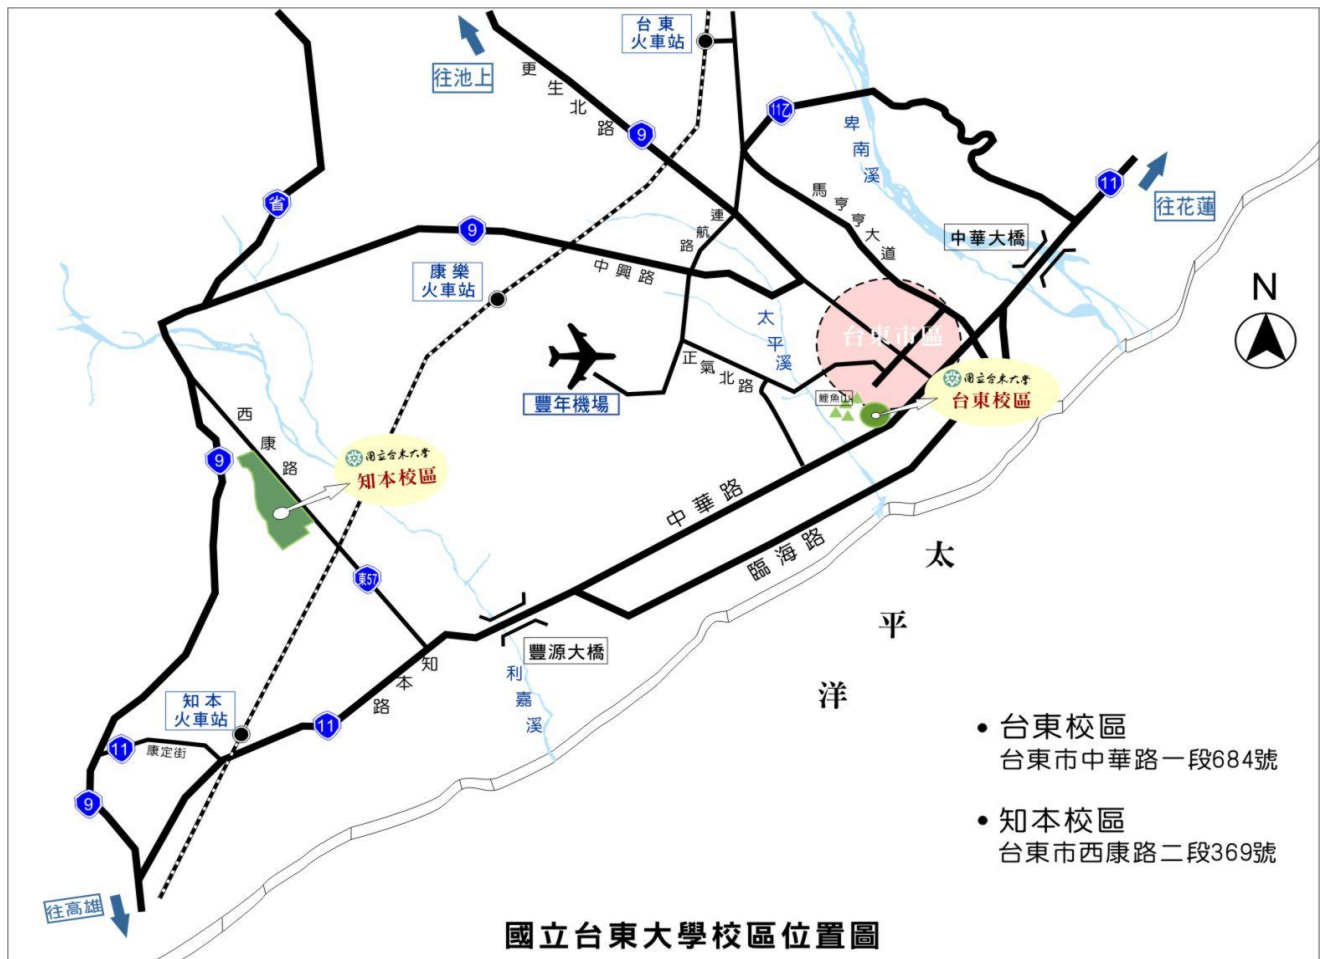 台東
火車站
往池上
更生北路
9
11乙
卑南溪
11
往花蓮
省
馬亨亨大道
連航路
中華大橋
9
康樂
火車站
中興路
N
太平溪
台東市區
正氣北路
國立台東大學
台東校區
鯉魚山
豐年機場
西康路
9
國立台東大學
知本校區
中華路
臨海路
太平洋
東57
豐源大橋
知本路
利嘉溪
知本
火車站
11
11
康定街
9
往高雄
• 台東校區
台東市中華路一段684號
• 知本校區
台東市西康路二段369號
國立台東大學校區位置圖